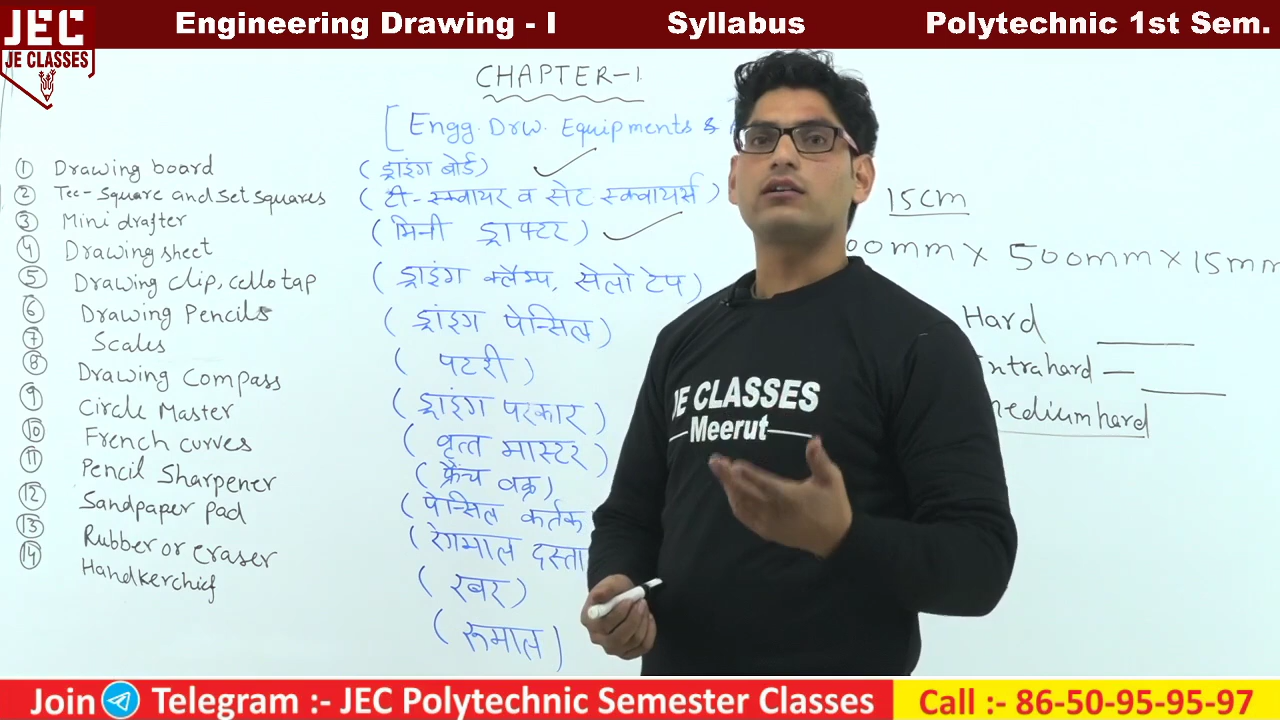 JEC
JE CLASSES
Engineering Drawing - I Syllabus Polytechnic 1st Sem.
CHAPTER-1
[Engg. Drw. Equipments &
① Drawing board (ड्राइंग बोर्ड)
② Tee-Square and Set squares (टी-स्क्वायर व सेट स्क्वायर्स)
③ Mini drafter (मिनी ड्राफ्टर)
④ Drawing sheet
⑤ Drawing clip, cello tap (ड्राइंग क्लैम्प, सेलो टेप)
⑥ Drawing Pencils (ड्राइंग पेन्सिल)
⑦ Scales (पटरी)
⑧ Drawing Compass (ड्राइंग परकार)
⑨ Circle Master (वृत्त मास्टर)
⑩ French curves (फ्रैंच वक्र)
⑪ Pencil Sharpener (पेन्सिल कर्तक
⑫ Sandpaper pad (रेगमाल दस्ता
⑬ Rubber or eraser (रबर)
⑭ Handkerchief (रूमाल)
15cm
00mm X 500mm X 15mm
Hard
ntrahard —
medium hard
JE CLASSES
Meerut
Join Telegram :- JEC Polytechnic Semester Classes Call :- 86-50-95-95-97